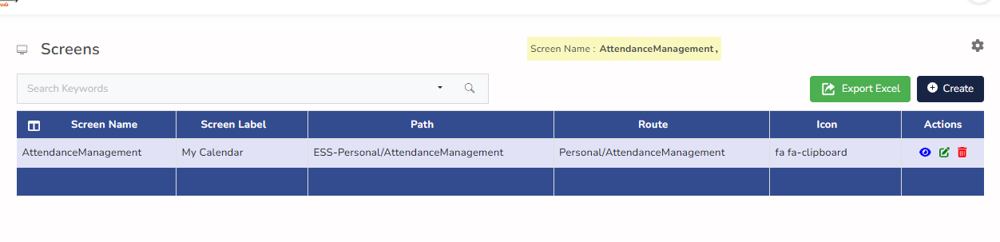 Screens
Screen Name : AttendanceManagement ,
Search Keywords
Export Excel
Create
Screen Name Screen Label Path Route Icon Actions
AttendanceManagement My Calendar ESS-Personal/AttendanceManagement Personal/AttendanceManagement fa fa-clipboard